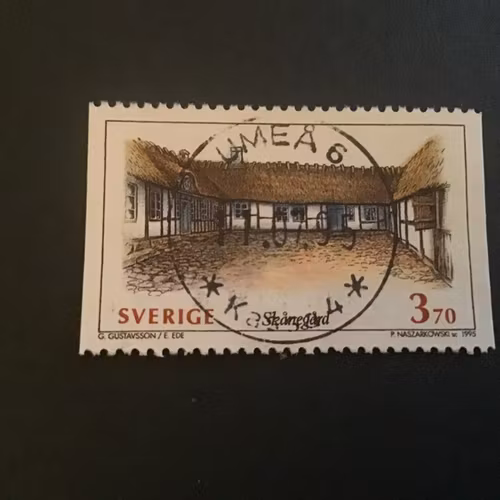 UMEÅ 6
SVERIGE
Skånegård
3 70
G. GUSTAVSSON / E. EDE
P. NASZARKOWSKI sc 1995